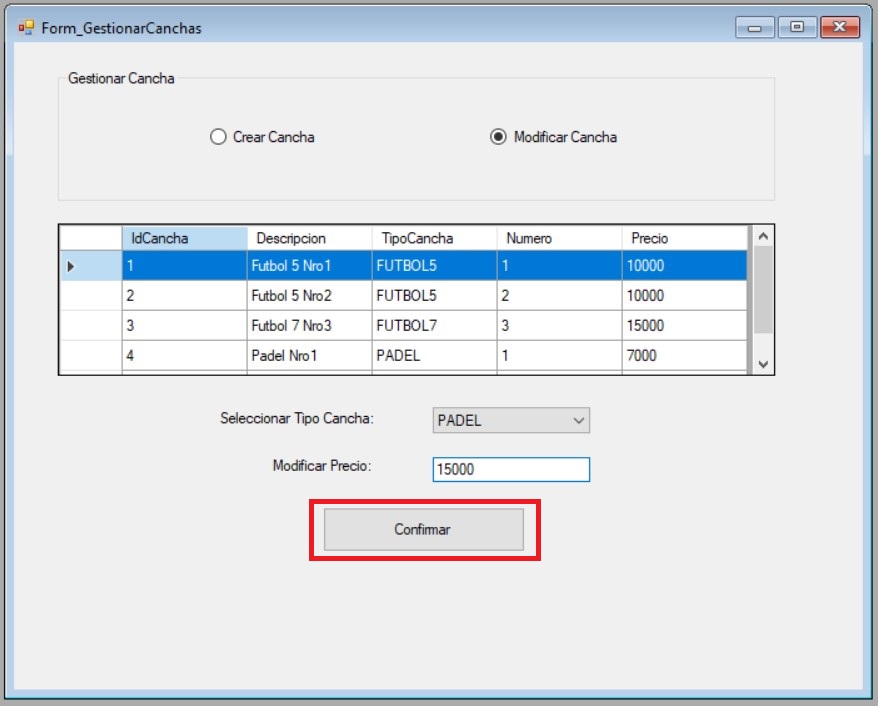 Form_GestionarCanchas
Gestionar Cancha
Crear Cancha Modificar Cancha
IdCancha Descripcion TipoCancha Numero Precio
1 Futbol 5 Nro1 FUTBOL5 1 10000
2 Futbol 5 Nro2 FUTBOL5 2 10000
3 Futbol 7 Nro3 FUTBOL7 3 15000
4 Padel Nro1 PADEL 1 7000
Seleccionar Tipo Cancha: PADEL
Modificar Precio: 15000
Confirmar